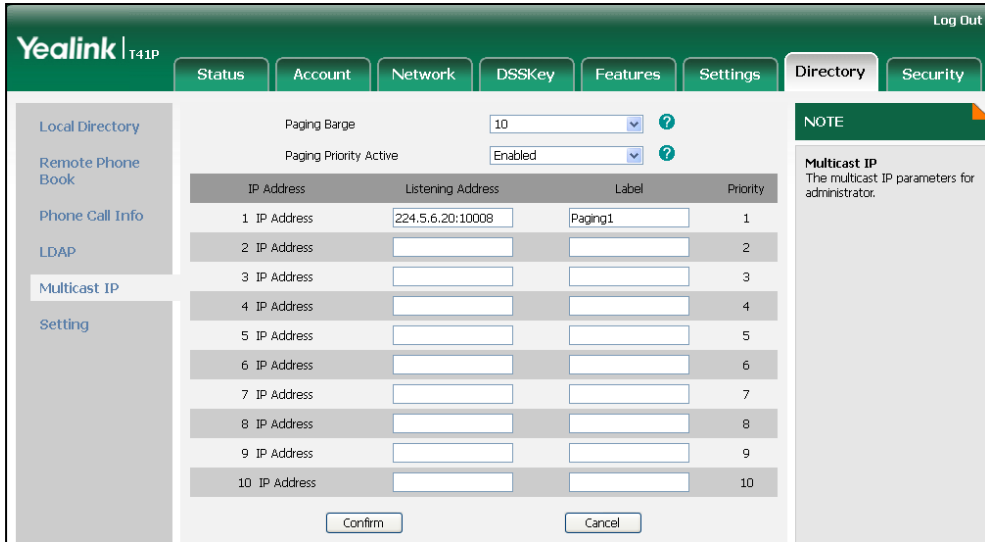 Log Out
Yealink | T41P
Status Account Network DSSKey Features Settings Directory Security
Local Directory
Remote Phone
Book
Phone Call Info
LDAP
Multicast IP
Setting
Paging Barge 10 ?
Paging Priority Active Enabled ?
IP Address Listening Address Label Priority
1 IP Address 224.5.6.20:10008 Paging1 1
2 IP Address 2
3 IP Address 3
4 IP Address 4
5 IP Address 5
6 IP Address 6
7 IP Address 7
8 IP Address 8
9 IP Address 9
10 IP Address 10
Confirm Cancel
NOTE
Multicast IP
The multicast IP parameters for
administrator.